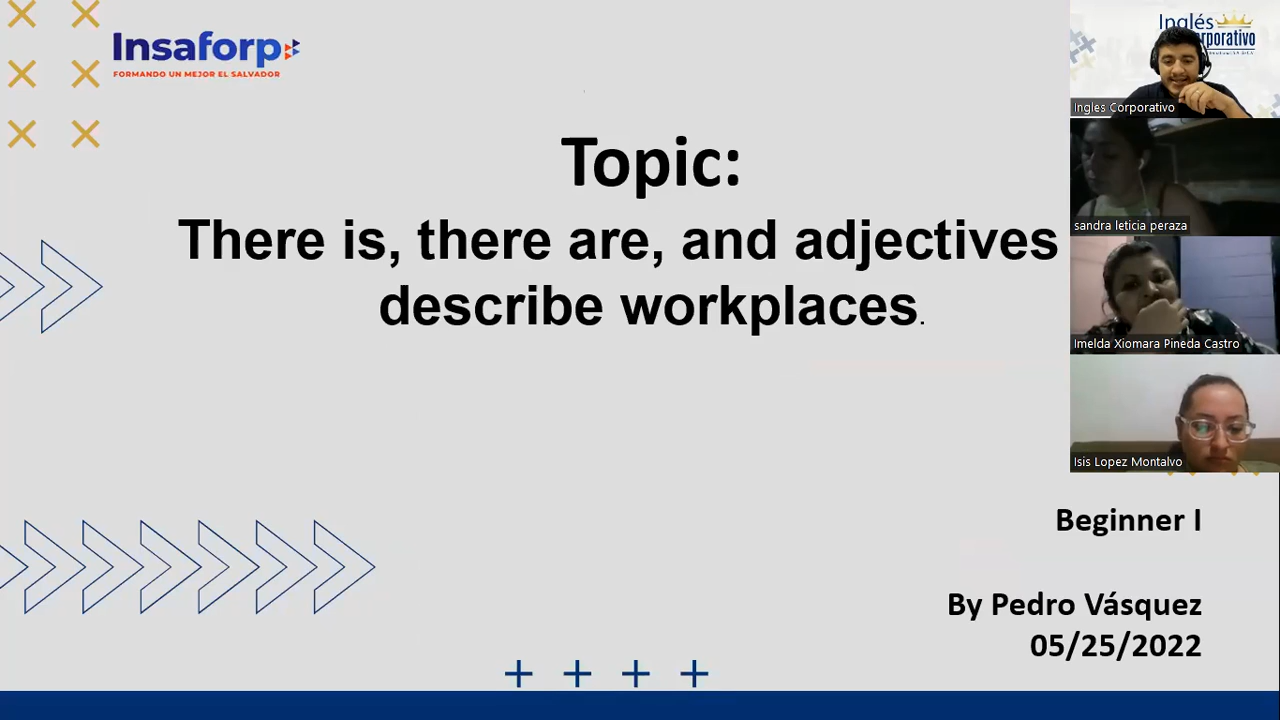 Insaforp
FORMANDO UN MEJOR EL SALVADOR
Topic:
There is, there are, and adjectives
describe workplaces.
Beginner I
By Pedro Vásquez
05/25/2022
Inglés
Ingles Corporativo
sandra leticia peraza
Imelda Xiomara Pineda Castro
Isis Lopez Montalvo